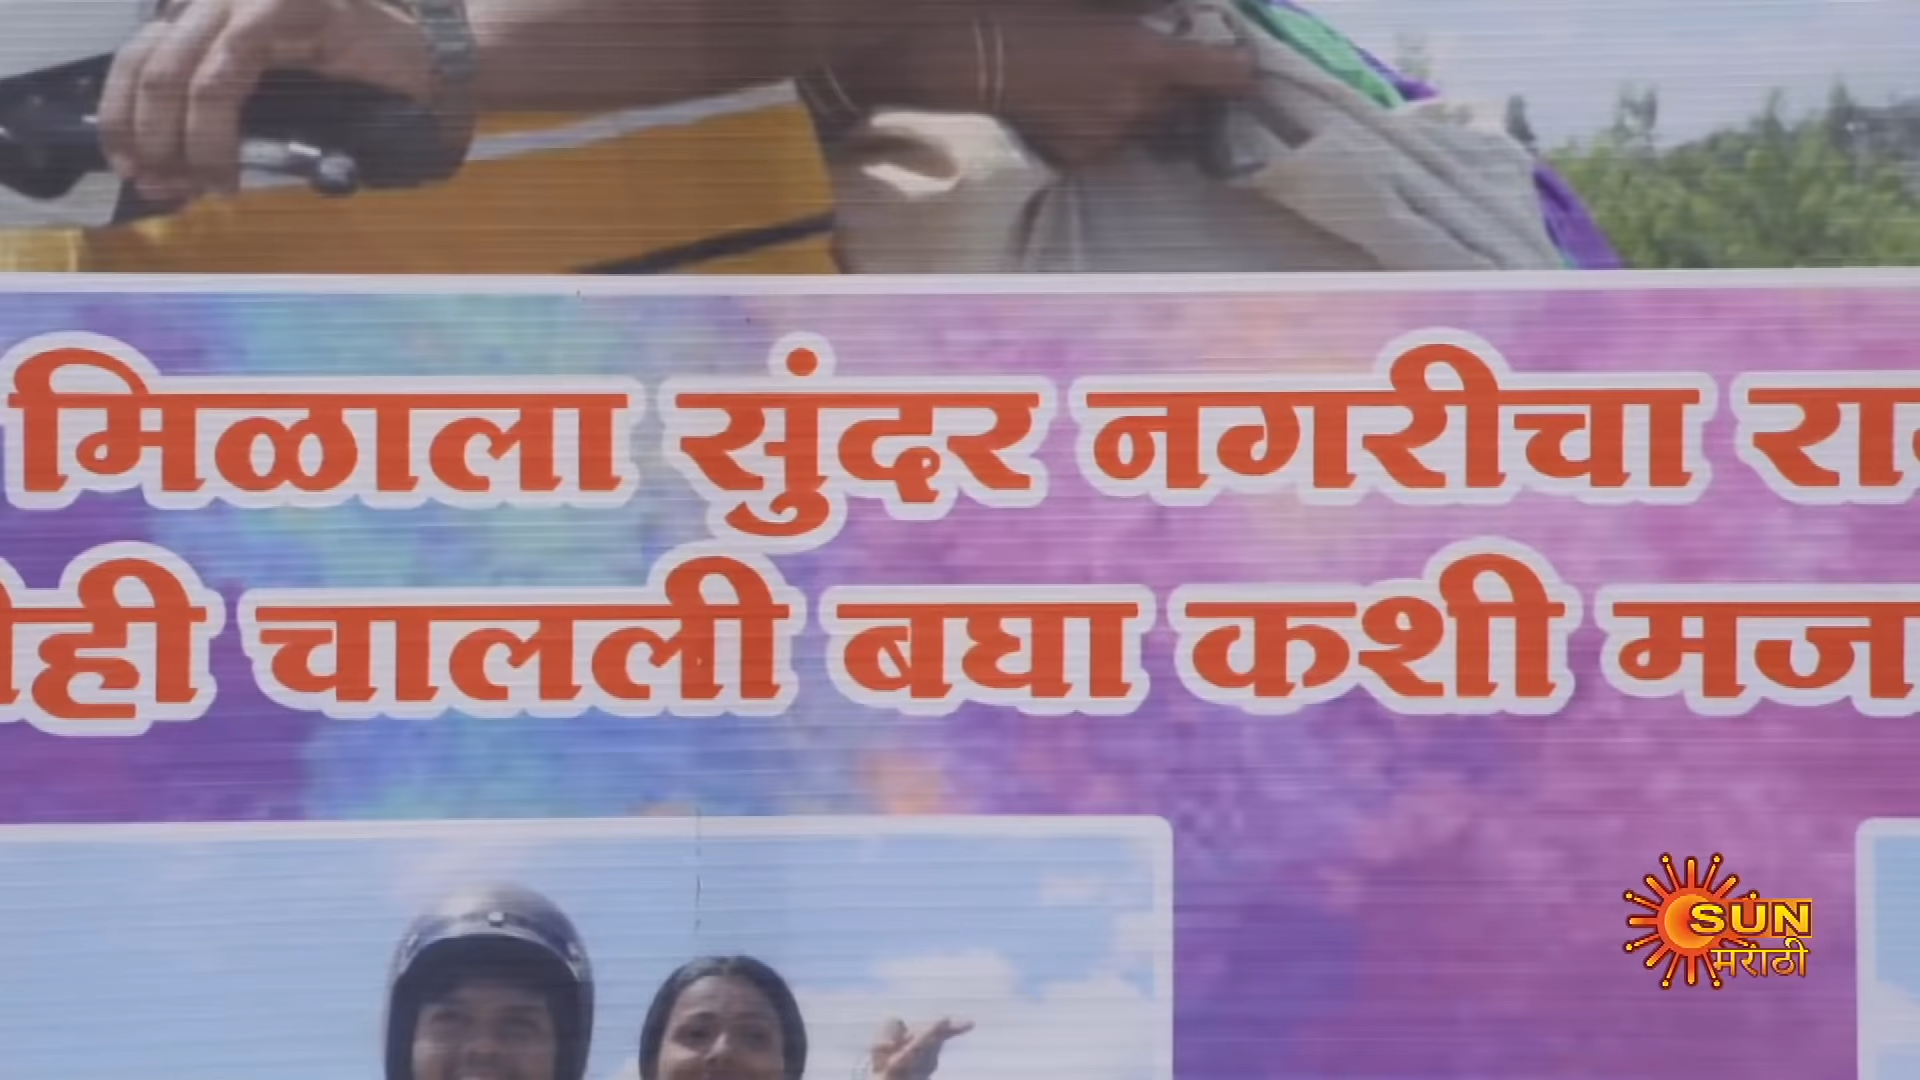 मिळाला सुंदर नगरीचा
ही चालली बघा कशी
SUN
मराठी